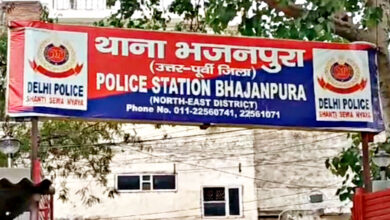 थाना भजनपुरा
(उत्तर-पूर्वी जिला)
POLICE STATION BHAJANPURA
(NORTH-EAST DISTRICT)
Phone No. 011-22560741, 22561071
DELHI POLICE
SHANTI SEWA NYAYA
DELHI POLICE
SHANTI SEWA NYAYA